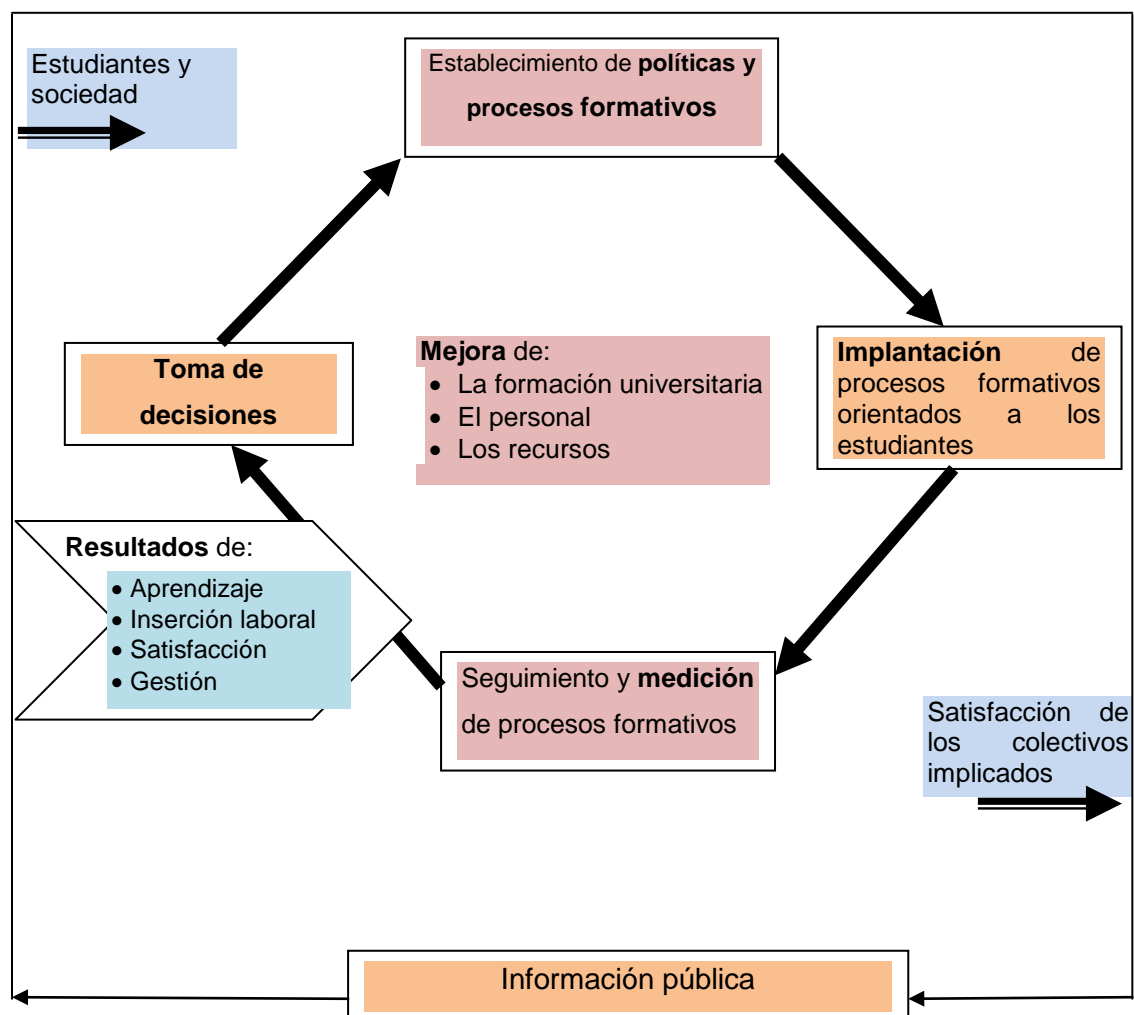 Estudiantes y
sociedad
Establecimiento de políticas y
procesos formativos
Toma de
decisiones
Mejora de:
• La formación universitaria
• El personal
• Los recursos
Implantación de
procesos formativos
orientados a los
estudiantes
Resultados de:
• Aprendizaje
• Inserción laboral
• Satisfacción
• Gestión
Seguimiento y medición
de procesos formativos
Satisfacción de
los colectivos
implicados
Información pública